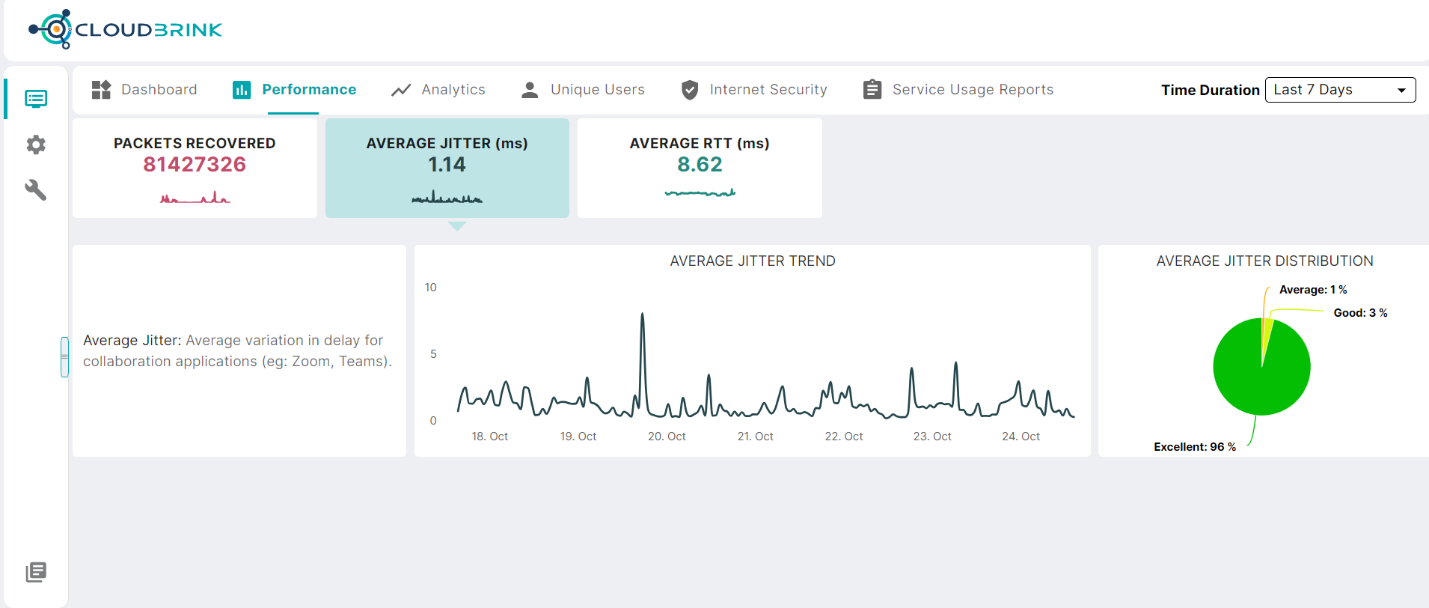 CLOUDBRINK
Dashboard
Performance
Analytics
Unique Users
Internet Security
Service Usage Reports
Time Duration
Last 7 Days
PACKETS RECOVERED
81427326
AVERAGE JITTER (ms)
1.14
AVERAGE RTT (ms)
8.62
Average Jitter: Average variation in delay for
collaboration applications (eg: Zoom, Teams).
AVERAGE JITTER TREND
10
5
0
18. Oct
19. Oct
20. Oct
21. Oct
22. Oct
23. Oct
24. Oct
AVERAGE JITTER DISTRIBUTION
Average: 1 %
Good: 3 %
Excellent: 96 %